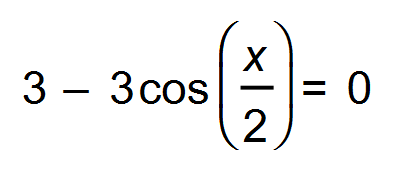 3 – 3cos(x/2) = 0